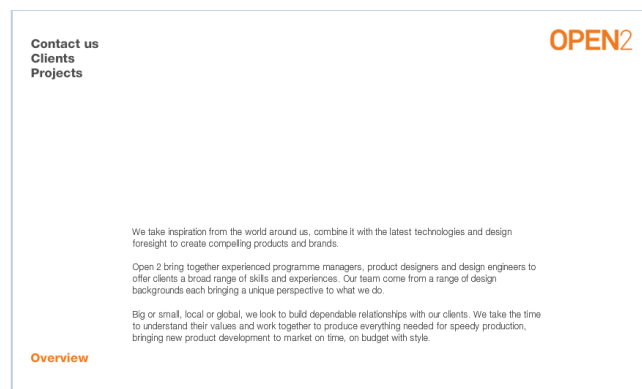 Contact us
Clients
Projects
OPEN2
We take inspiration from the world around us, combine it with the latest technologies and design
foresight to create compelling products and brands.
Open 2 bring together experienced programme managers, product designers and design engineers to
offer clients a broad range of skills and experiences. Our team come from a range of design
backgrounds each bringing a unique perspective to what we do.
Big or small, local or global, we look to build dependable relationships with our clients. We take the time
to understand their values and work together to produce everything needed for speedy production,
bringing new product development to market on time, on budget with style.
Overview